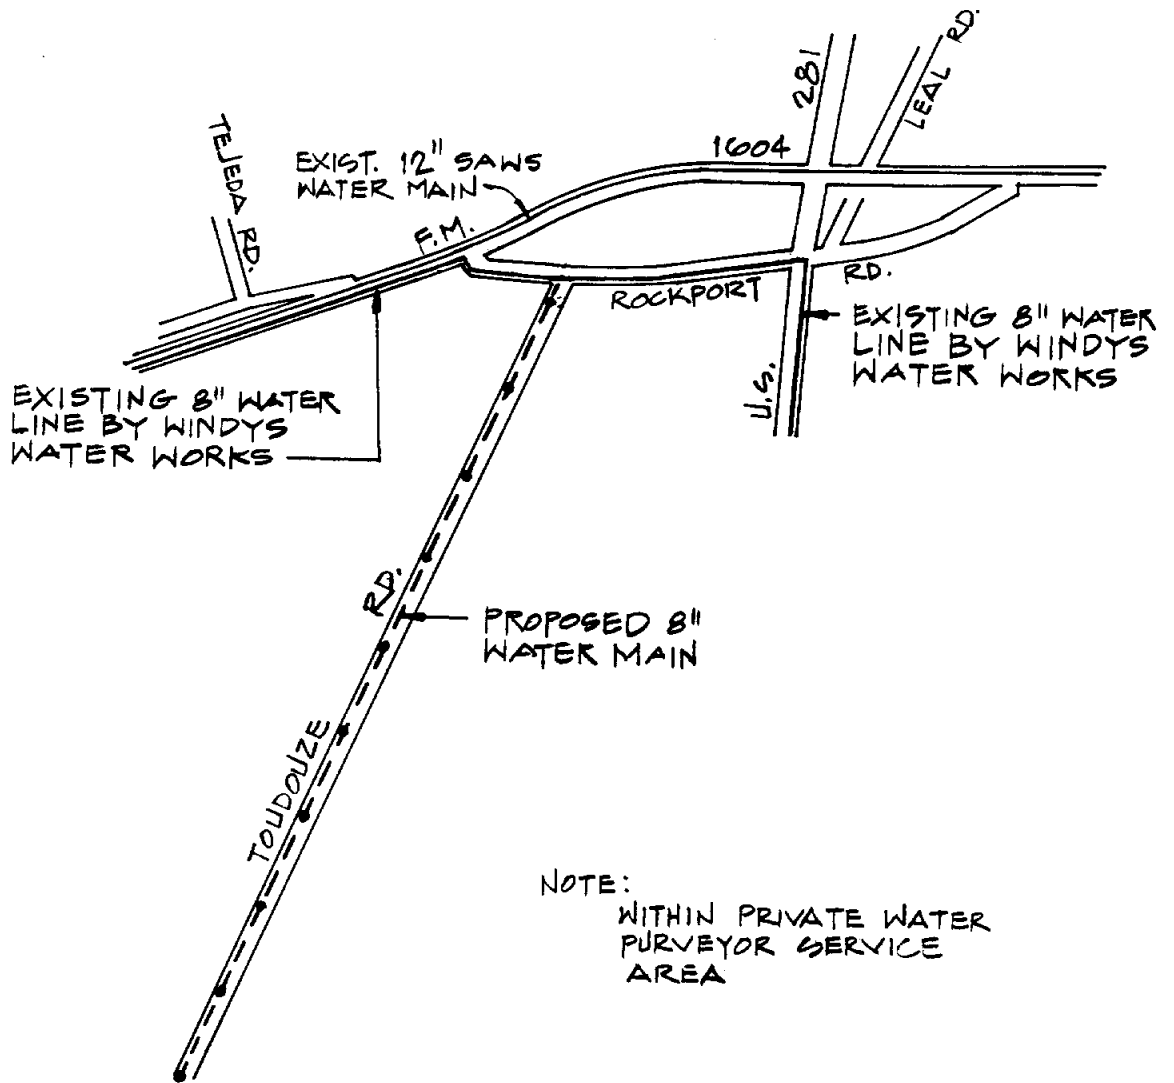 LEAL RD.
281
1604
TEJEDA RD.
EXIST. 12" SAWS
WATER MAIN
F.M.
RD.
ROCKPORT
EXISTING 8" WATER
LINE BY WINDYS
WATER WORKS
U.S.
EXISTING 8" WATER
LINE BY WINDYS
WATER WORKS
RD.
PROPOSED 8"
WATER MAIN
TOUDOUZE
NOTE:
WITHIN PRIVATE WATER
PURVEYOR SERVICE
AREA